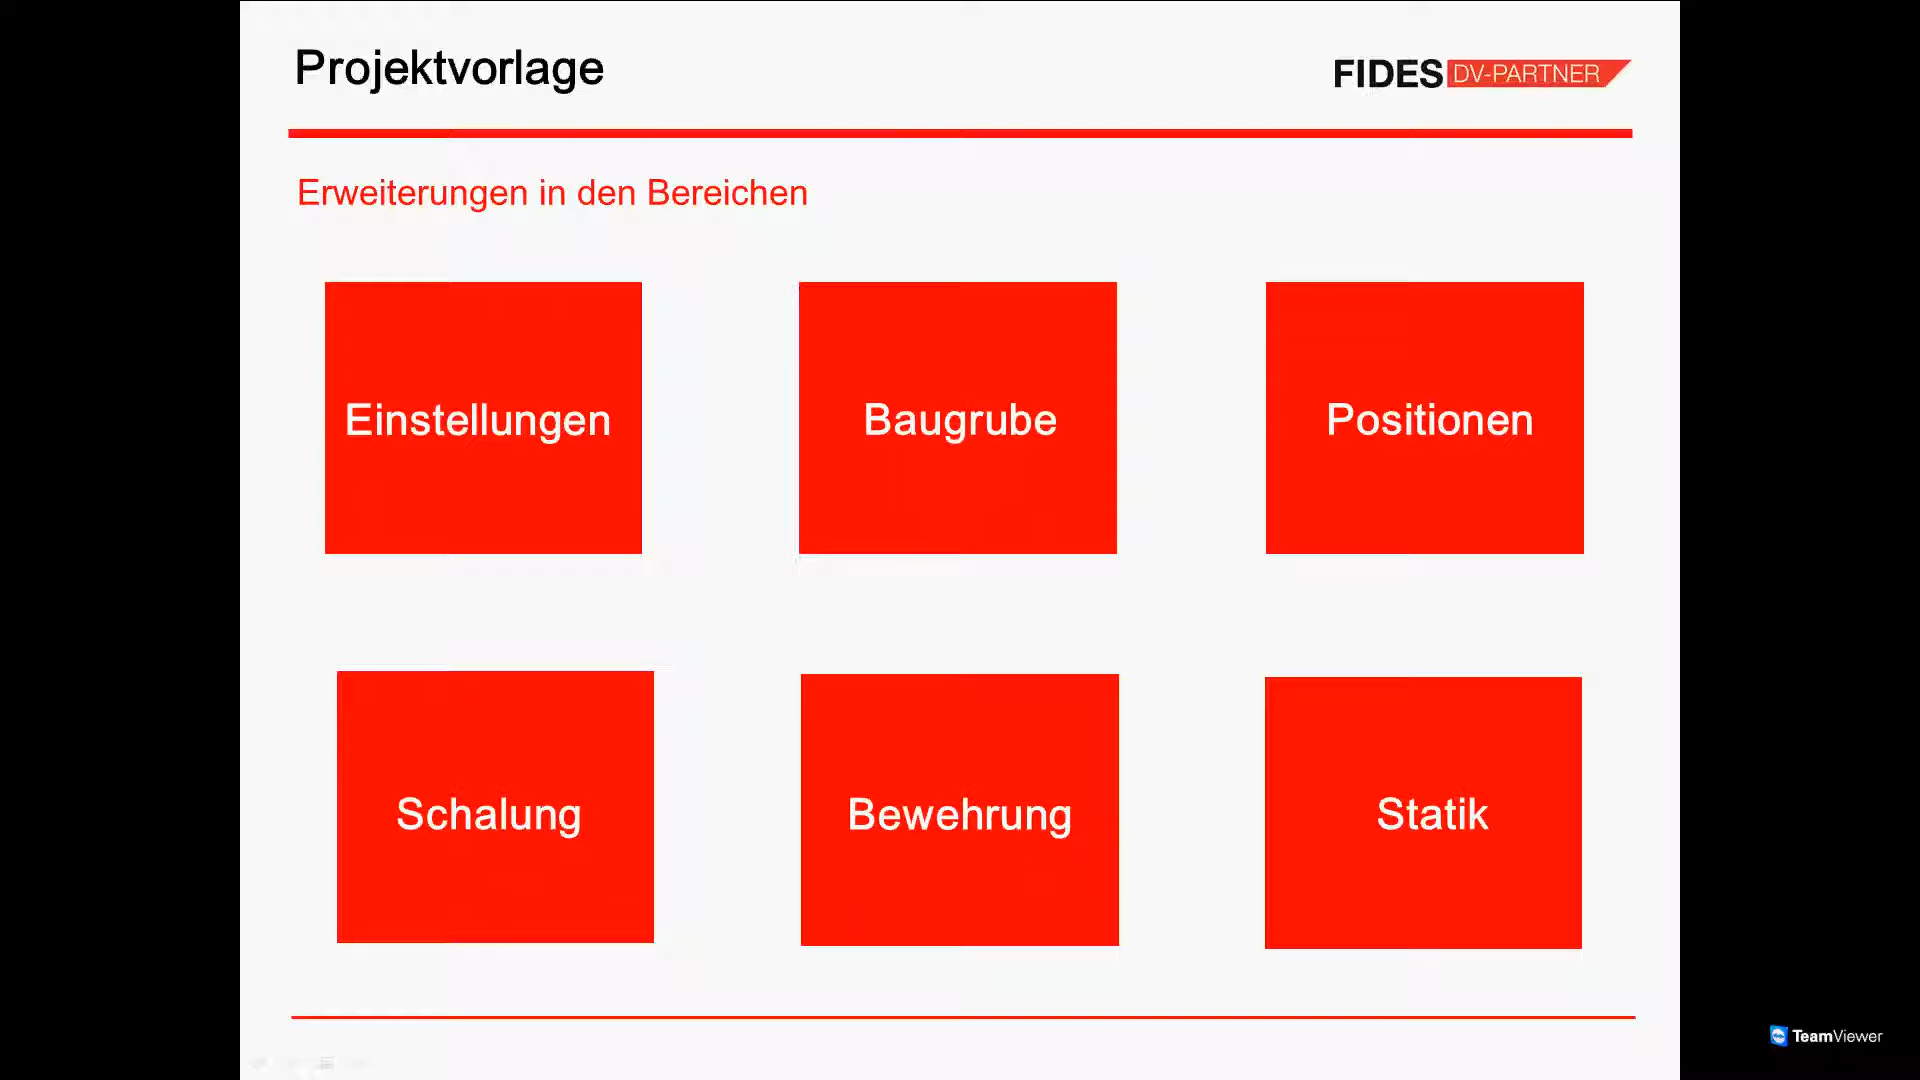 Projektvorlage
FIDES DV-PARTNER
Erweiterungen in den Bereichen
Einstellungen
Baugrube
Positionen
Schalung
Bewehrung
Statik
TeamViewer